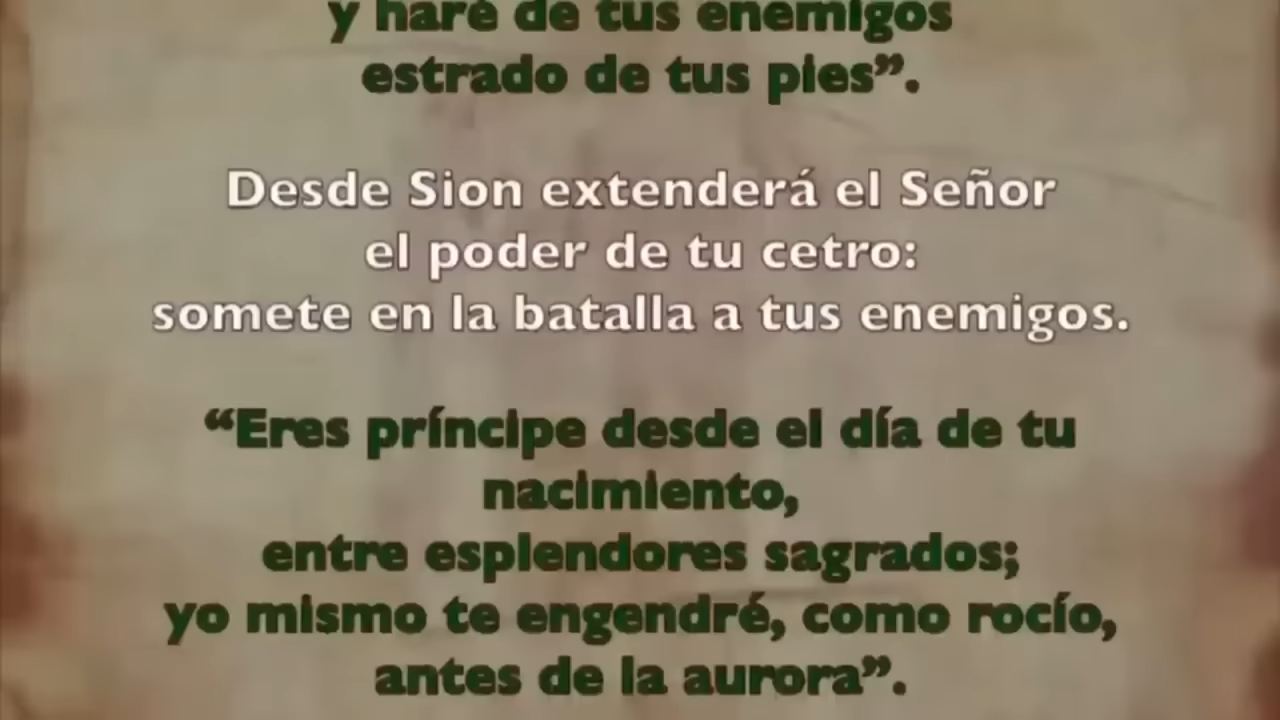 y haré de tus enemigos
estrado de tus pies”.
Desde Sion extenderá el Señor
el poder de tu cetro:
somete en la batalla a tus enemigos.
“Eres príncipe desde el día de tu
nacimiento,
entre esplendores sagrados;
yo mismo te engendré, como rocío,
antes de la aurora”.